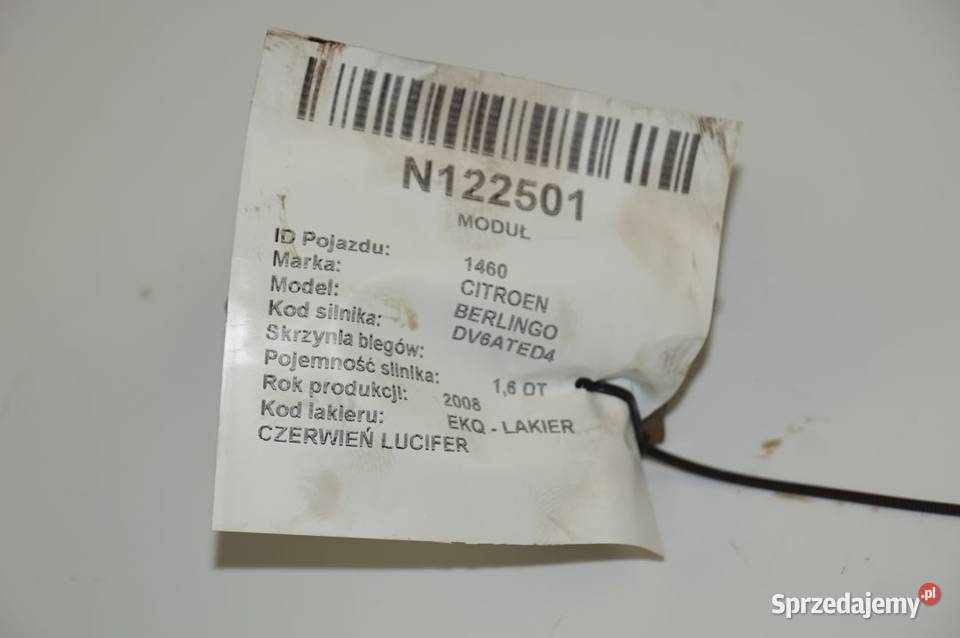 N122501
MODUŁ
ID Pojazdu: 1460
Marka: CITROEN
Model: BERLINGO
Kod silnika: DV6ATED4
Skrzynia biegów:
Pojemność silnika: 1,6 DT
Rok produkcji: 2008
Kod lakieru: EKQ - LAKIER
CZERWIEŃ LUCIFER
Sprzedajemy.pl